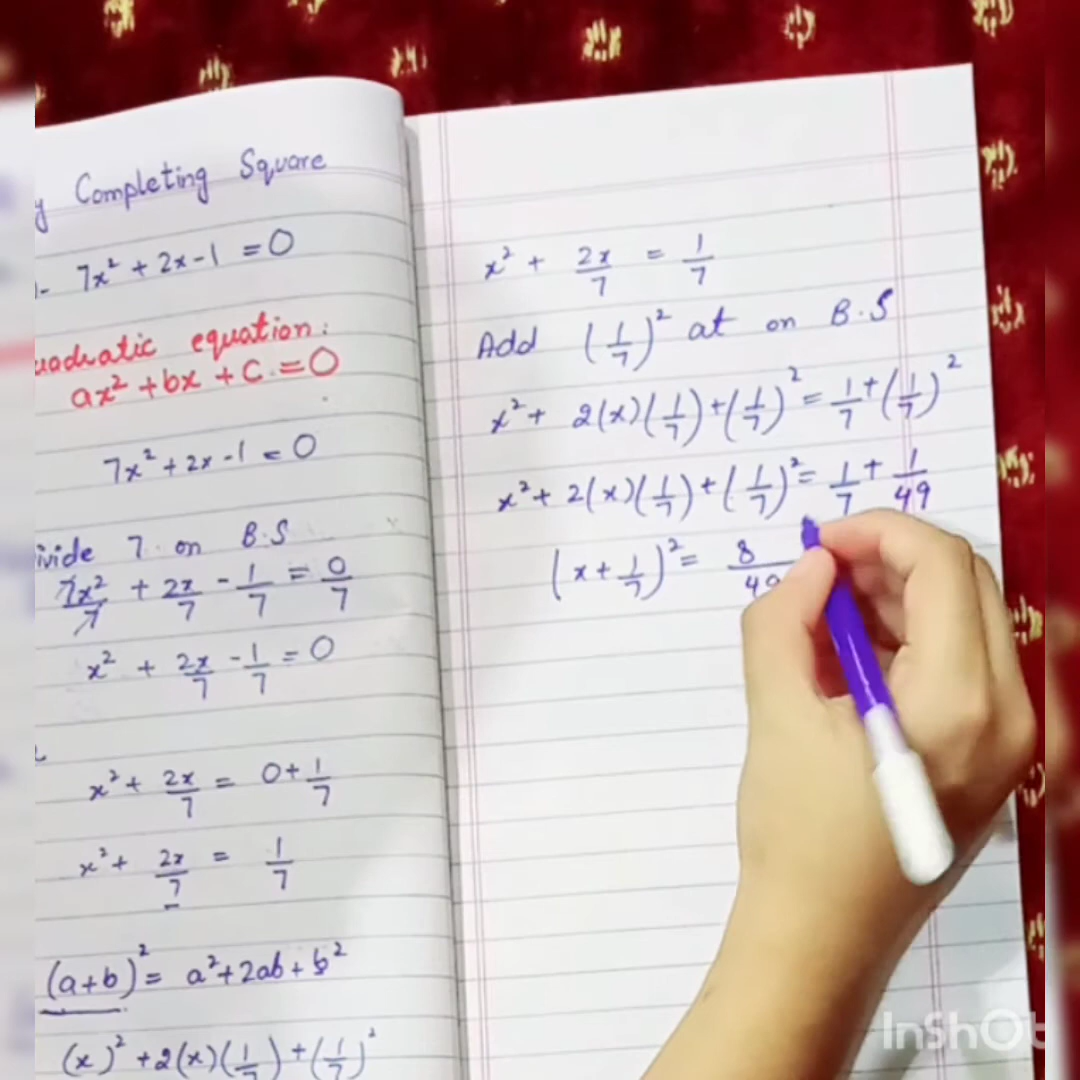 Completing Square
7x² + 2x - 1 = 0
equation:
ax² + bx + c = 0
7x² + 2x - 1 = 0
7 on B.S
7x²/7 + 2x/7 - 1/7 = 0/7
x² + 2x/7 - 1/7 = 0
x² + 2x/7 = 0 + 1/7
x² + 2x/7 = 1/7
(a+b)² = a² + 2ab + b²
(x)² + 2(x)(1/7) + (1/7)²
x² + 2x/7 = 1/7
Add (1/7)² at on B.S
x² + 2(x)(1/7) + (1/7)² = 1/7 + (1/7)²
x² + 2(x)(1/7) + (1/7)² = 1/7 + 1/49
(x + 1/7)² = 8/49
InShOt